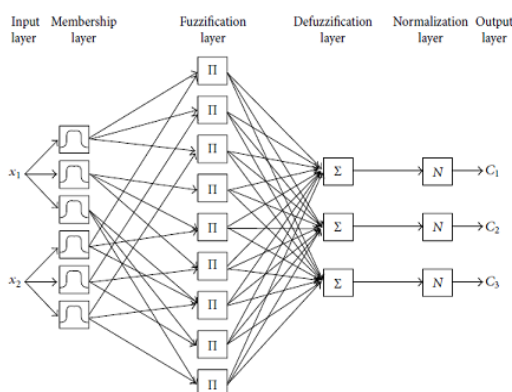 Input Membership Fuzzification Defuzzification Normalization Output
layer layer layer layer layer layer
Π
Π
Π
x₁ Π Σ N C₁
Π Σ N C₂
x₂ Π Σ N C₃
Π
Π
Π